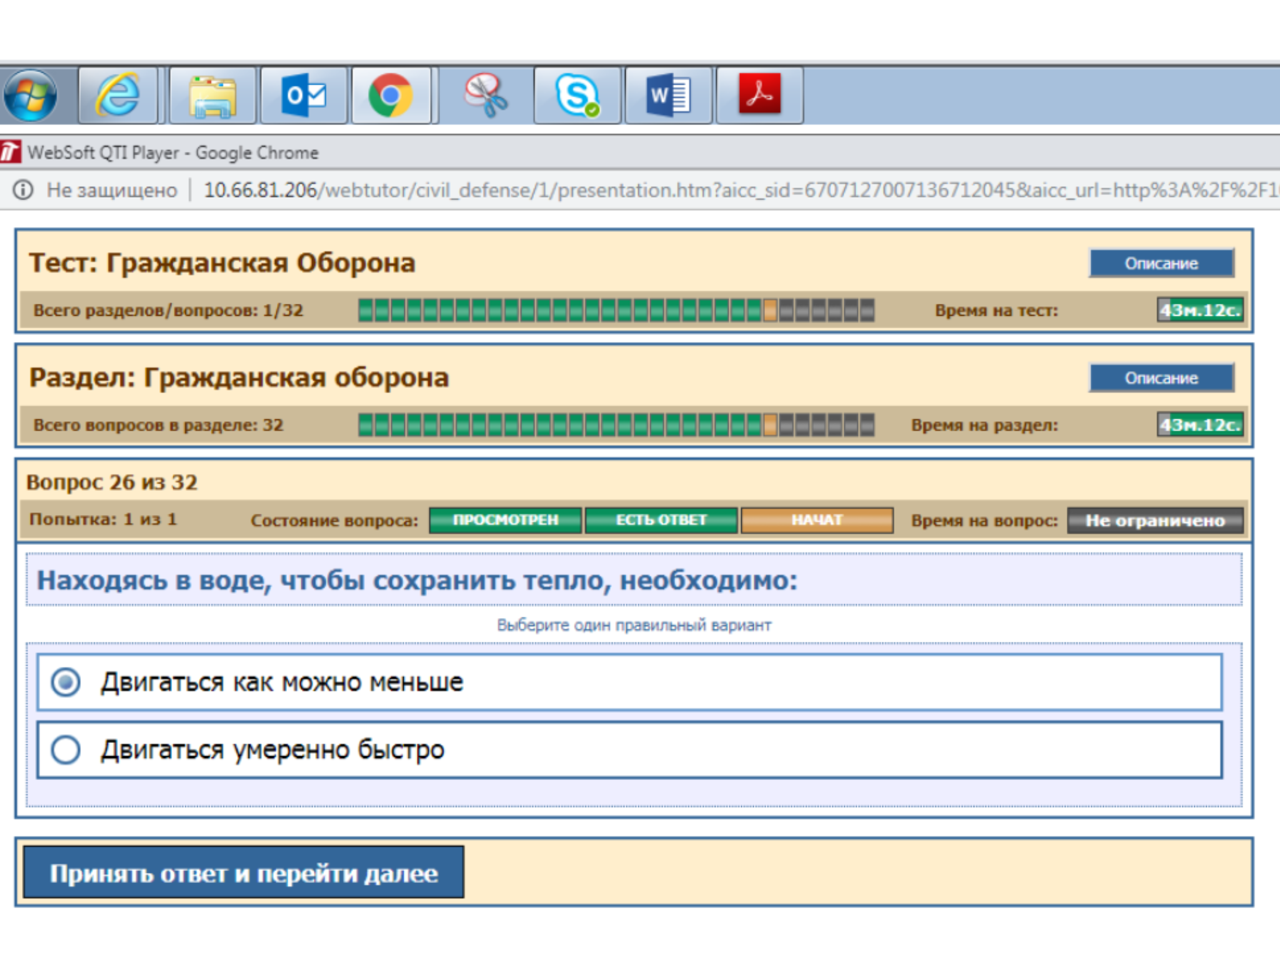 WebSoft QTI Player - Google Chrome
Не защищено | 10.66.81.206/webtutor/civil_defense/1/presentation.htm?aicc_sid=6707127007136712045&aicc_url=http%3A%2F%2F1
Тест: Гражданская Оборона
Описание
Всего разделов/вопросов: 1/32
Время на тест:
43м.12с.
Раздел: Гражданская оборона
Описание
Всего вопросов в разделе: 32
Время на раздел:
43м.12с.
Вопрос 26 из 32
Попытка: 1 из 1
Состояние вопроса:
ПРОСМОТРЕН
ЕСТЬ ОТВЕТ
НАЧАТ
Время на вопрос:
Не ограничено
Находясь в воде, чтобы сохранить тепло, необходимо:
Выберите один правильный вариант
Двигаться как можно меньше
Двигаться умеренно быстро
Принять ответ и перейти далее